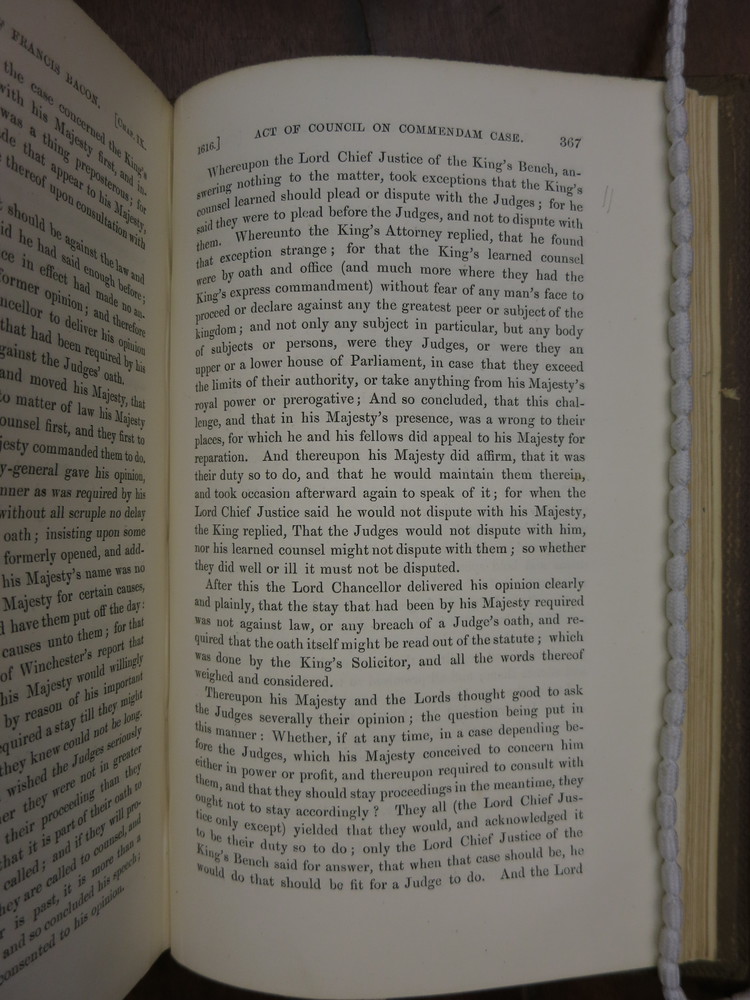 FRANCIS BACON. [CHAP. IX.
the case concerned the King's
with his Majesty first, and in-
was a thing preposterous; for
that appear to his Majesty,
thereof upon consultation with
should be against the law and
he had said enough before;
in effect had made no an-
former opinion; and therefore
to deliver his opinion
that had been required by his
against the Judges' oath.
and moved his Majesty, that
matter of law his Majesty
counsel first, and they first to
Majesty commanded them to do.
gave his opinion,
manner as was required by his
without all scruple no delay
oath; insisting upon some
formerly opened, and add-
his Majesty's name was no
Majesty for certain causes,
have them put off the day:
causes unto them; for that
of Winchester's report that
his Majesty would willingly
by reason of his important
required a stay till they might
they knew could not be long.
wished the Judges seriously
they were not in greater
their proceeding than they
that it is part of their oath to
called; and if they will pro-
they are called to counsel, and
is past, it is more than a
and so concluded his speech;
consented to his opinion.
1616.] ACT OF COUNCIL ON COMMENDAM CASE. 367
Whereupon the Lord Chief Justice of the King's Bench, an-
swering nothing to the matter, took exceptions that the King's
counsel learned should plead or dispute with the Judges; for he
said they were to plead before the Judges, and not to dispute with
them. Whereunto the King's Attorney replied, that he found
that exception strange; for that the King's learned counsel
were by oath and office (and much more where they had the
King's express commandment) without fear of any man's face to
proceed or declare against any the greatest peer or subject of the
kingdom; and not only any subject in particular, but any body
of subjects or persons, were they Judges, or were they an
upper or a lower house of Parliament, in case that they exceed
the limits of their authority, or take anything from his Majesty's
royal power or prerogative; And so concluded, that this chal-
lenge, and that in his Majesty's presence, was a wrong to their
places, for which he and his fellows did appeal to his Majesty for
reparation. And thereupon his Majesty did affirm, that it was
their duty so to do, and that he would maintain them therein,
and took occasion afterward again to speak of it; for when the
Lord Chief Justice said he would not dispute with his Majesty,
the King replied, That the Judges would not dispute with him,
nor his learned counsel might not dispute with them; so whether
they did well or ill it must not be disputed.
After this the Lord Chancellor delivered his opinion clearly
and plainly, that the stay that had been by his Majesty required
was not against law, or any breach of a Judge's oath, and re-
quired that the oath itself might be read out of the statute; which
was done by the King's Solicitor, and all the words thereof
weighed and considered.
Thereupon his Majesty and the Lords thought good to ask
the Judges severally their opinion; the question being put in
this manner: Whether, if at any time, in a case depending be-
fore the Judges, which his Majesty conceived to concern him
either in power or profit, and thereupon required to consult with
them, and that they should stay proceedings in the meantime, they
ought not to stay accordingly? They all (the Lord Chief Jus-
tice only except) yielded that they would, and acknowledged it
to be their duty so to do; only the Lord Chief Justice of the
King's Bench said for answer, that when that case should be, he
would do that should be fit for a Judge to do. And the Lord